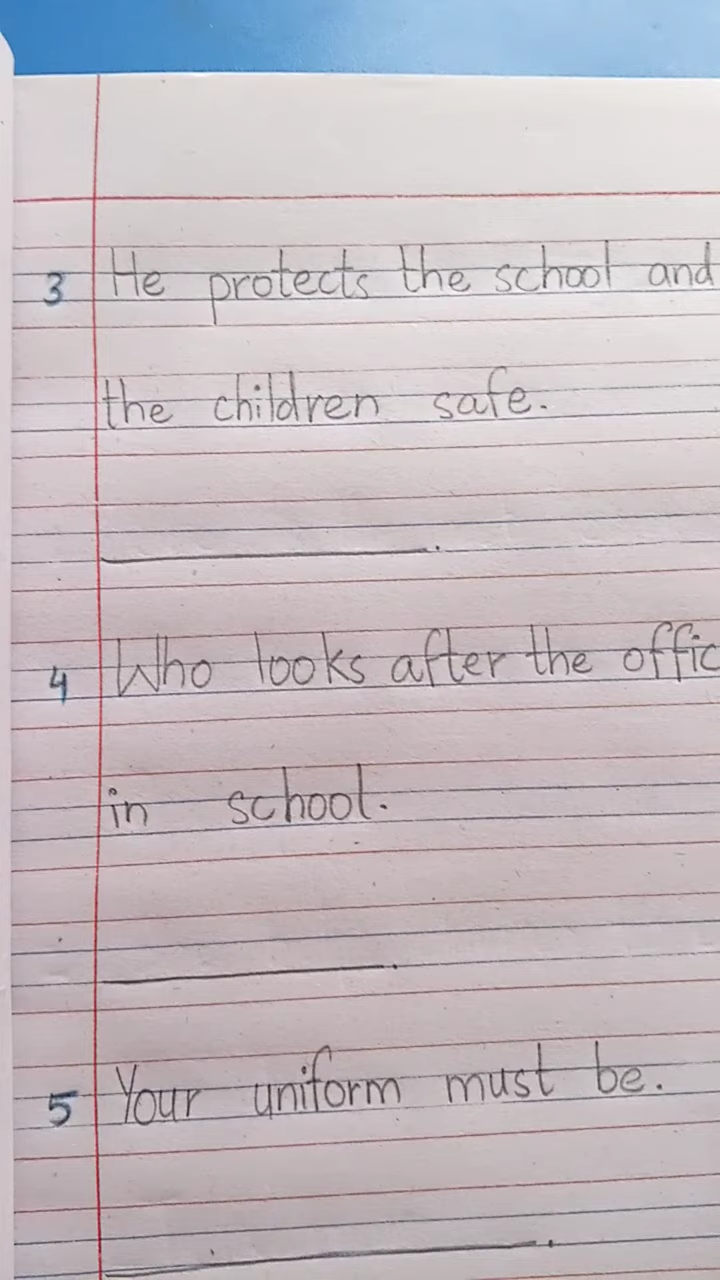 3 He protects the school and
the children safe.
4 Who looks after the offic
in school.
5 Your uniform must be.